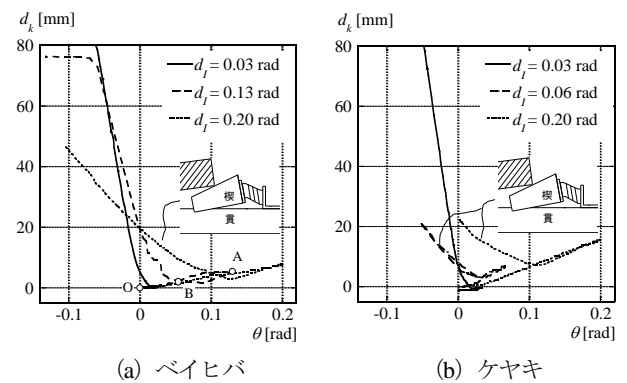 d_k [mm]
80
60
40
20
0
d_I = 0.03 rad
d_I = 0.13 rad
d_I = 0.20 rad
楔
貫
A
O
B
-0.1
0
0.1
0.2
θ [rad]
(a) ベイヒバ
d_k [mm]
80
60
40
20
0
d_I = 0.03 rad
d_I = 0.06 rad
d_I = 0.20 rad
楔
貫
-0.1
0
0.1
0.2
θ [rad]
(b) ケヤキ